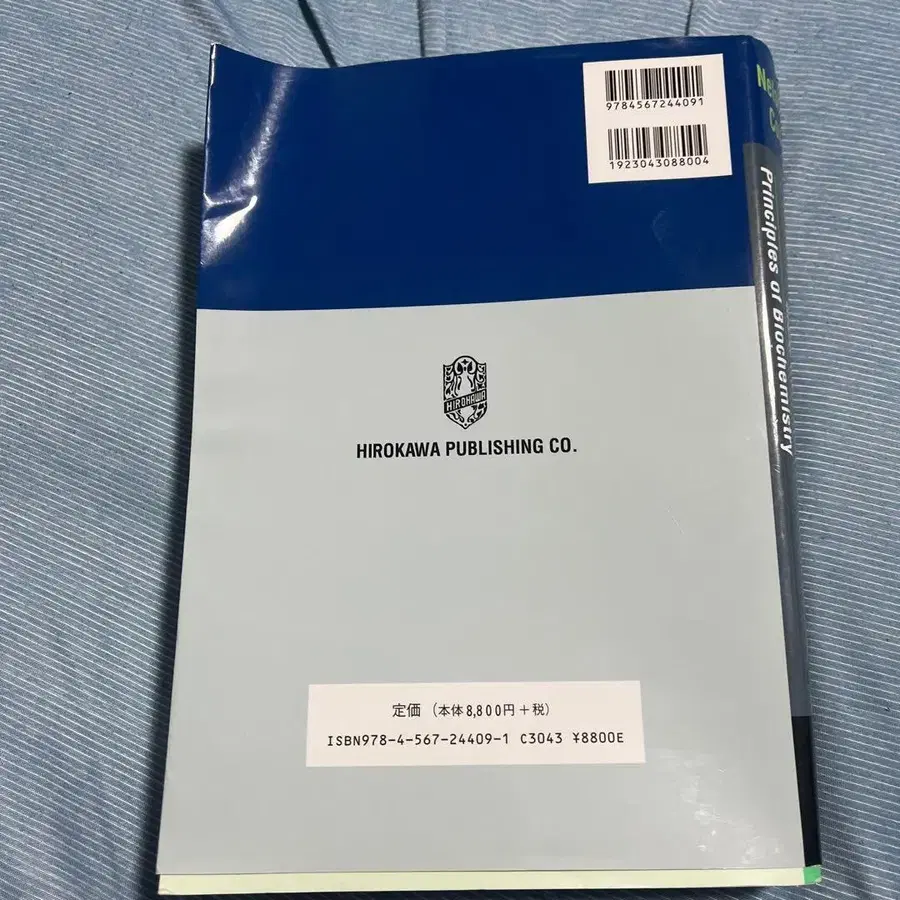 9784567244091
1923043088004
Principles of Biochemistry
HIROKAWA
HIROKAWA PUBLISHING CO.
定価（本体8,800円＋税）
ISBN978-4-567-24409-1 C3043 ¥8800E